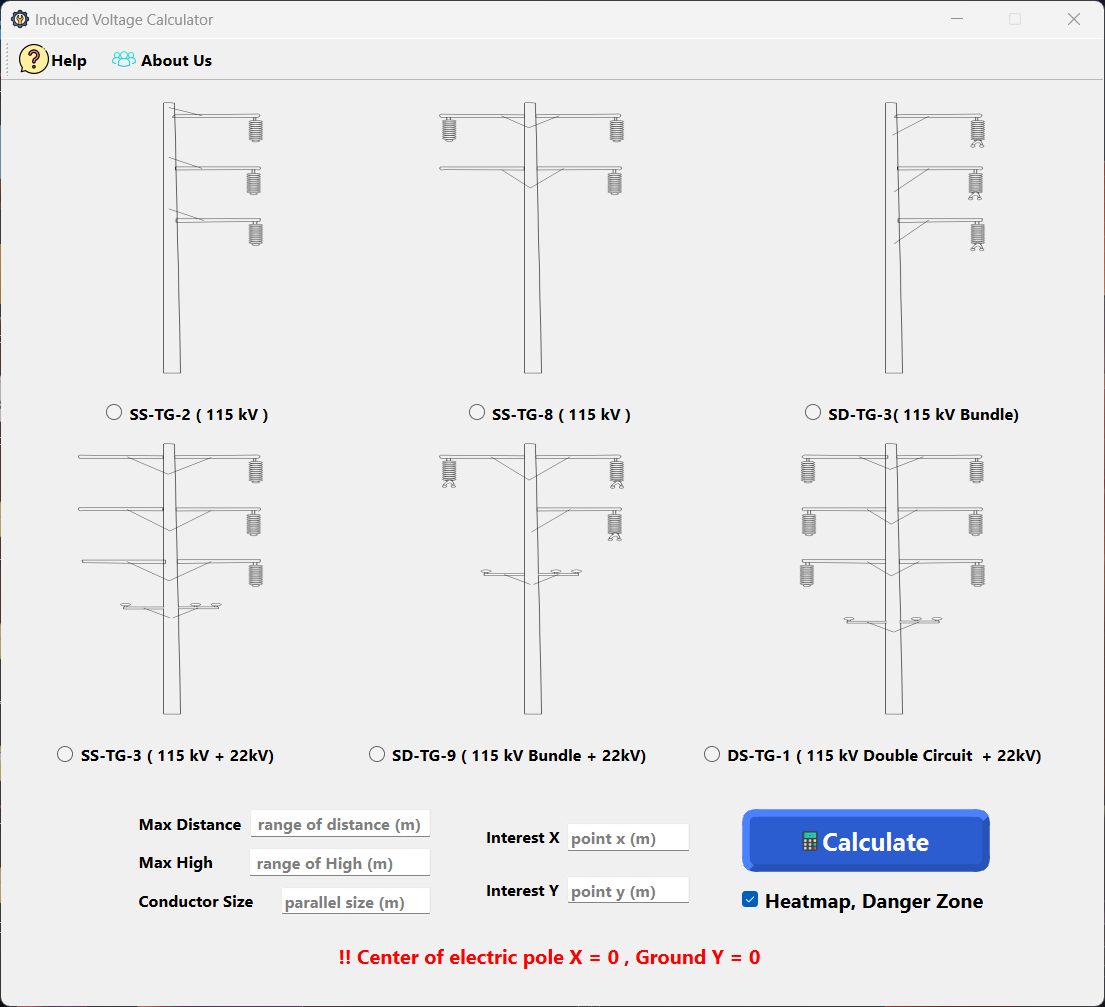 Induced Voltage Calculator
Help About Us
SS-TG-2 ( 115 kV ) SS-TG-8 ( 115 kV ) SD-TG-3( 115 kV Bundle)
SS-TG-3 ( 115 kV + 22kV) SD-TG-9 ( 115 kV Bundle + 22kV) DS-TG-1 ( 115 kV Double Circuit + 22kV)
Max Distance range of distance (m)
Max High range of High (m)
Conductor Size parallel size (m)
Interest X point x (m)
Interest Y point y (m)
Calculate
Heatmap, Danger Zone
!! Center of electric pole X = 0 , Ground Y = 0